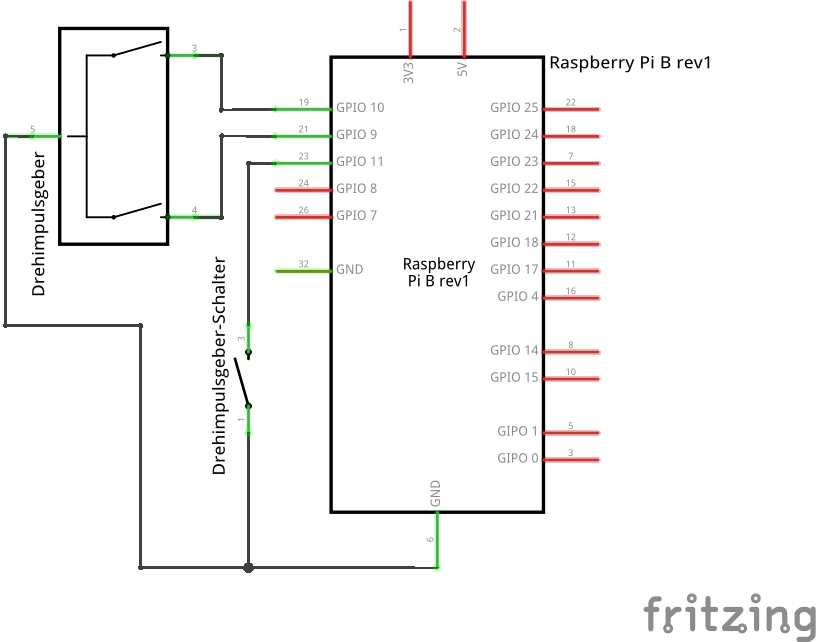 1
2
3V3
5V
Raspberry Pi B rev1
3
5
4
Drehimpulsgeber
19 GPIO 10
21 GPIO 9
23 GPIO 11
24 GPIO 8
26 GPIO 7
32 GND
GPIO 25 22
GPIO 24 18
GPIO 23 7
GPIO 22 15
GPIO 21 13
GPIO 18 12
GPIO 17 11
GPIO 4 16
GPIO 14 8
GPIO 15 10
GIPO 1 5
GIPO 0 3
Raspberry
Pi B rev1
Drehimpulsgeber-Schalter
3
1
GND
6
fritzing